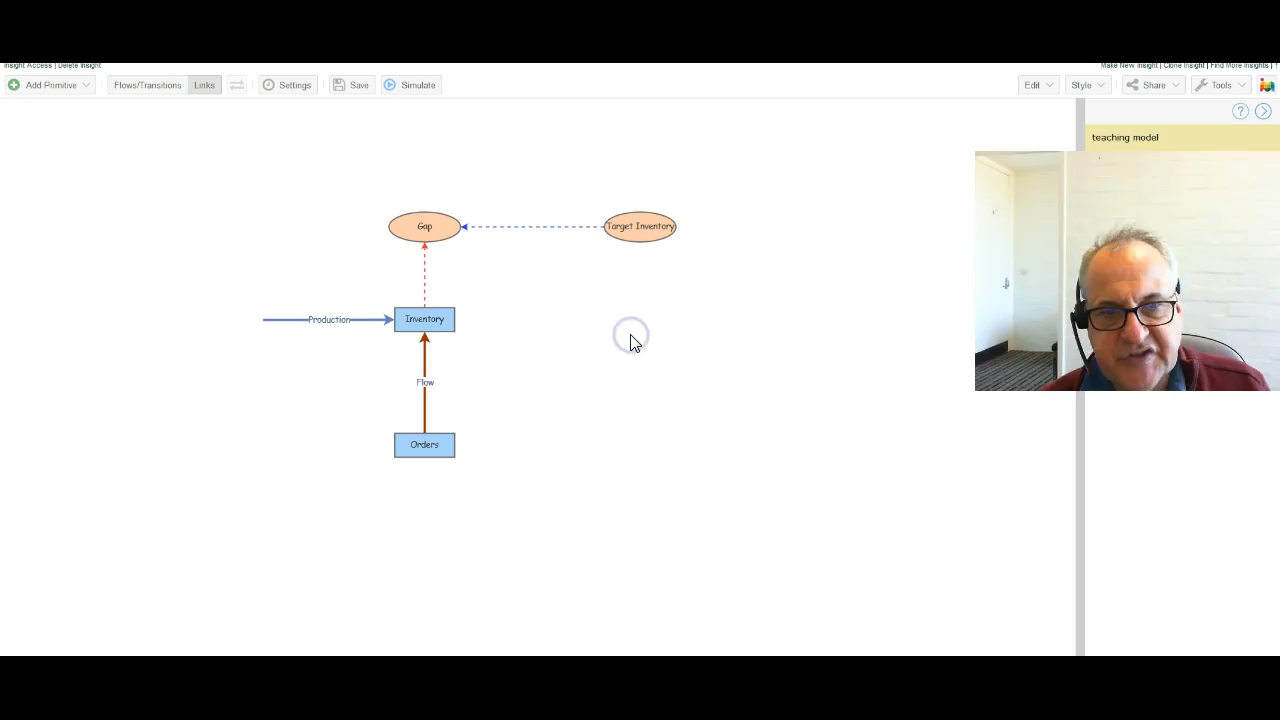 Insight Access | Delete Insight
Make New Insight | Clone Insight | Find More Insights |
Add Primitive
Flows/Transitions
Links
Settings
Save
Simulate
Edit
Style
Share
Tools
?
teaching model
Gap
Target Inventory
Production
Inventory
Flow
Orders